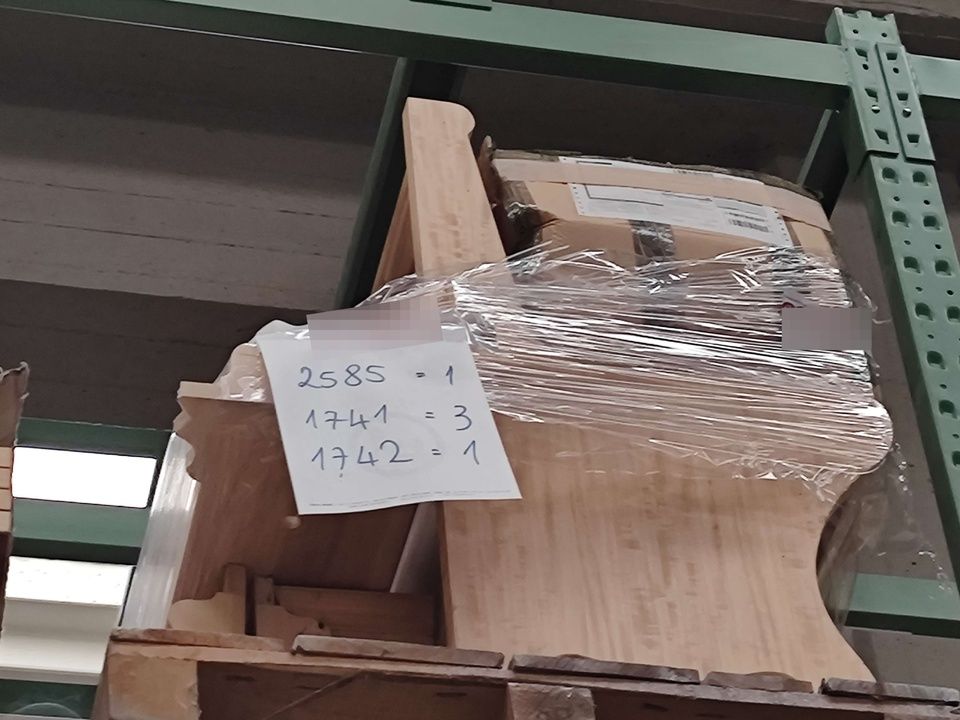 2585 = 1
1741 = 3
1742 = 1